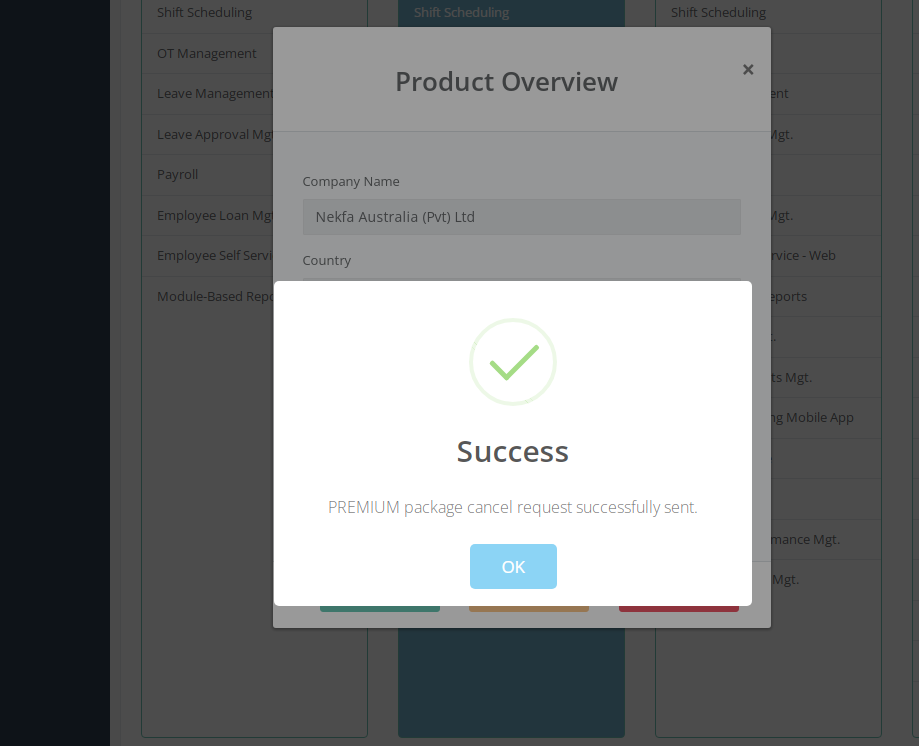 Shift Scheduling
Shift Scheduling
Shift Scheduling
Product Overview
×
OT Management
Leave Management
ent
Leave Approval Mgt
Mgt.
Payroll
Company Name
Nekfa Australia (Pvt) Ltd
Employee Loan Mgt
Mgt.
Employee Self Servi
rvice - Web
Country
Module-Based Repo
eports
ts Mgt.
ng Mobile App
Success
PREMIUM package cancel request successfully sent.
mance Mgt.
OK
Mgt.